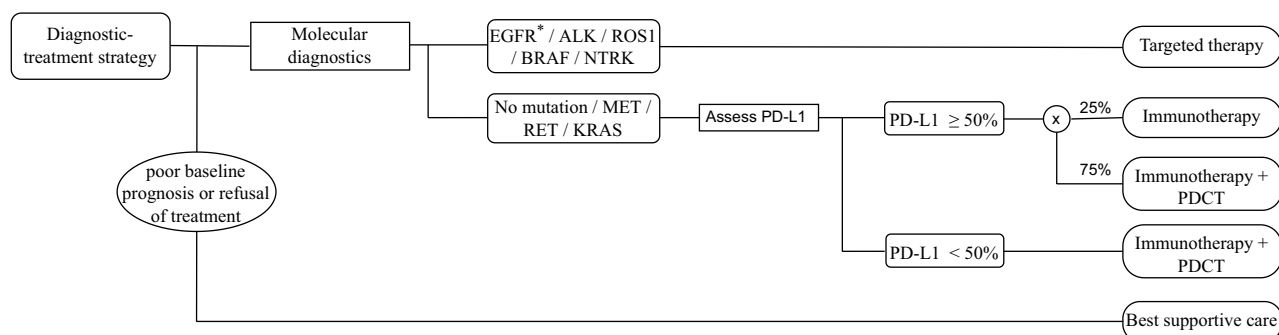 Diagnostic-
treatment strategy
Molecular
diagnostics
EGFR* / ALK / ROS1
/ BRAF / NTRK
Targeted therapy
No mutation / MET /
RET / KRAS
Assess PD-L1
PD-L1 ≥ 50%
x
25%
Immunotherapy
75%
Immunotherapy +
PDCT
poor baseline
prognosis or refusal
of treatment
PD-L1 < 50%
Immunotherapy +
PDCT
Best supportive care